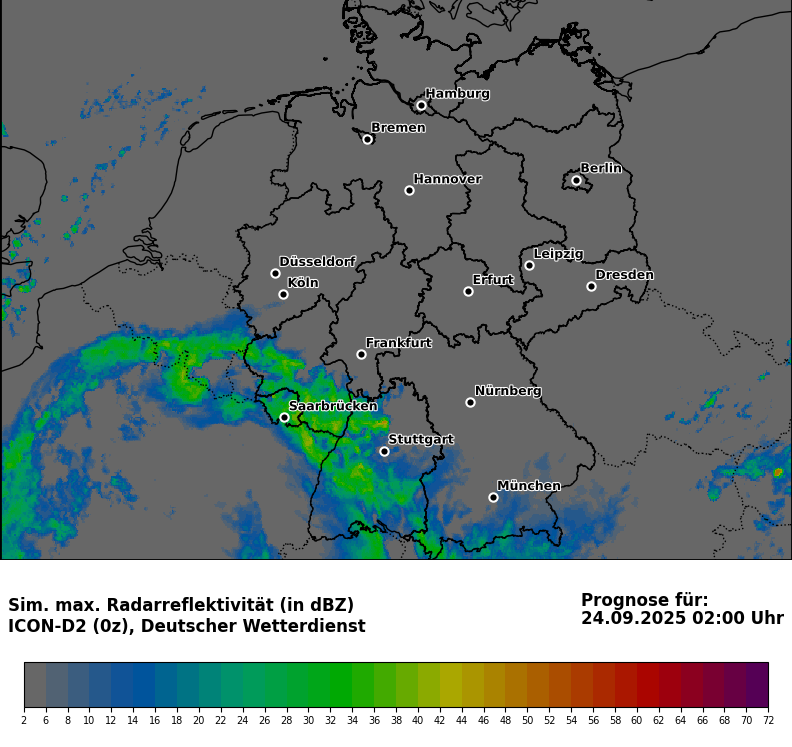 Hamburg
Bremen
Berlin
Hannover
Leipzig
Düsseldorf
Dresden
Köln
Erfurt
Frankfurt
Nürnberg
Saarbrücken
Stuttgart
München
Sim. max. Radarreflektivität (in dBZ)
ICON-D2 (0z), Deutscher Wetterdienst
Prognose für:
24.09.2025 02:00 Uhr
2 6 8 10 12 14 16 18 20 22 24 26 28 30 32 34 36 38 40 42 44 46 48 50 52 54 56 58 60 62 64 66 68 70 72